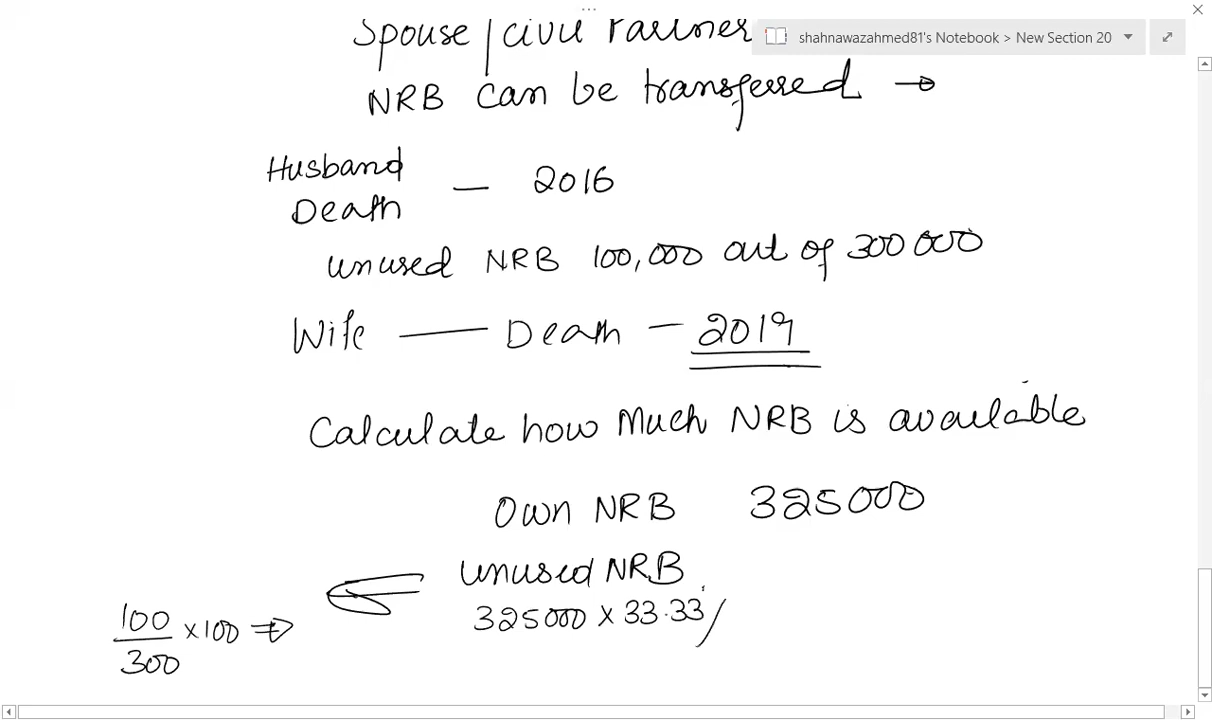 Spouse / civil Partner
shahnawazahmed81's Notebook > New Section 20
NRB can be transferred →
Husband
Death — 2016
unused NRB 100,000 out of 300000
Wife — Death — 2019
Calculate how Much NRB is available
Own NRB 325000
unused NRB
325000 × 33.33/
100/300 ×100 ⇒